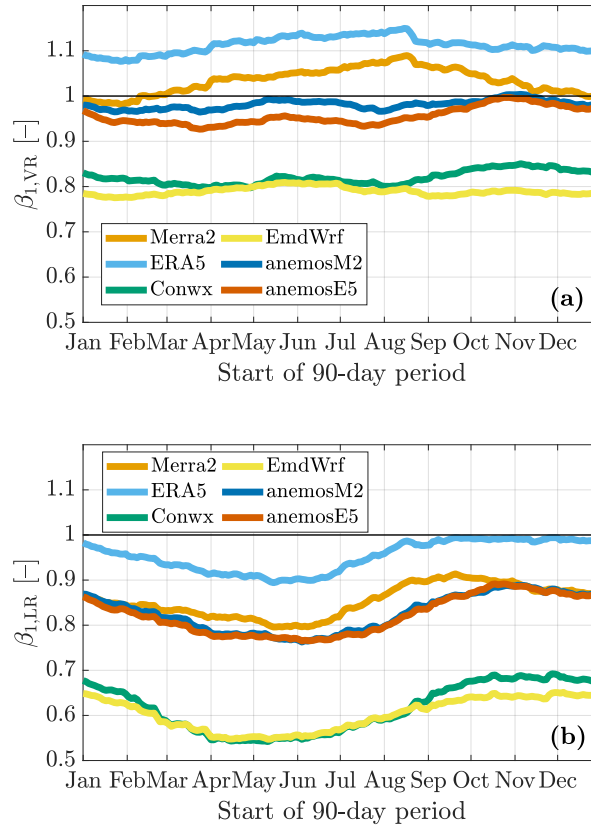 1.1
1
0.9
0.8
0.7
0.6
0.5
β1,VR [−]
Merra2 EmdWrf
ERA5 anemosM2
Conwx anemosE5
(a)
Jan Feb Mar Apr May Jun Jul Aug Sep Oct Nov Dec
Start of 90-day period
1.1
1
0.9
0.8
0.7
0.6
0.5
β1,LR [−]
Merra2 EmdWrf
ERA5 anemosM2
Conwx anemosE5
(b)
Jan Feb Mar Apr May Jun Jul Aug Sep Oct Nov Dec
Start of 90-day period